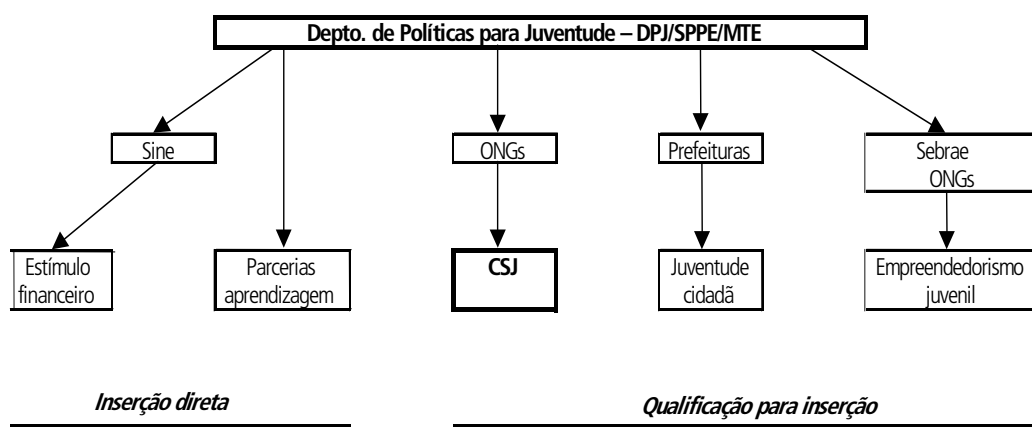 Depto. de Políticas para Juventude – DPJ/SPPE/MTE
Sine
ONGs
Prefeituras
Sebrae
ONGs
Estímulo
financeiro
Parcerias
aprendizagem
CSJ
Juventude
cidadã
Empreendedorismo
juvenil
Inserção direta
Qualificação para inserção